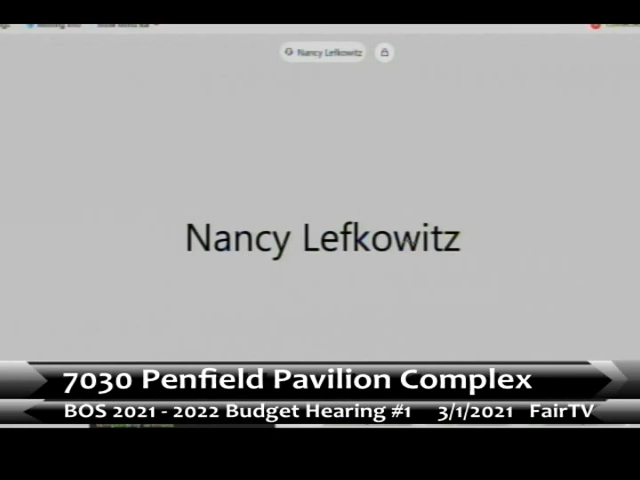 Nancy Lefkowitz
Nancy Lefkowitz
7030 Penfield Pavilion Complex
BOS 2021 - 2022 Budget Hearing #1 3/1/2021 FairTV